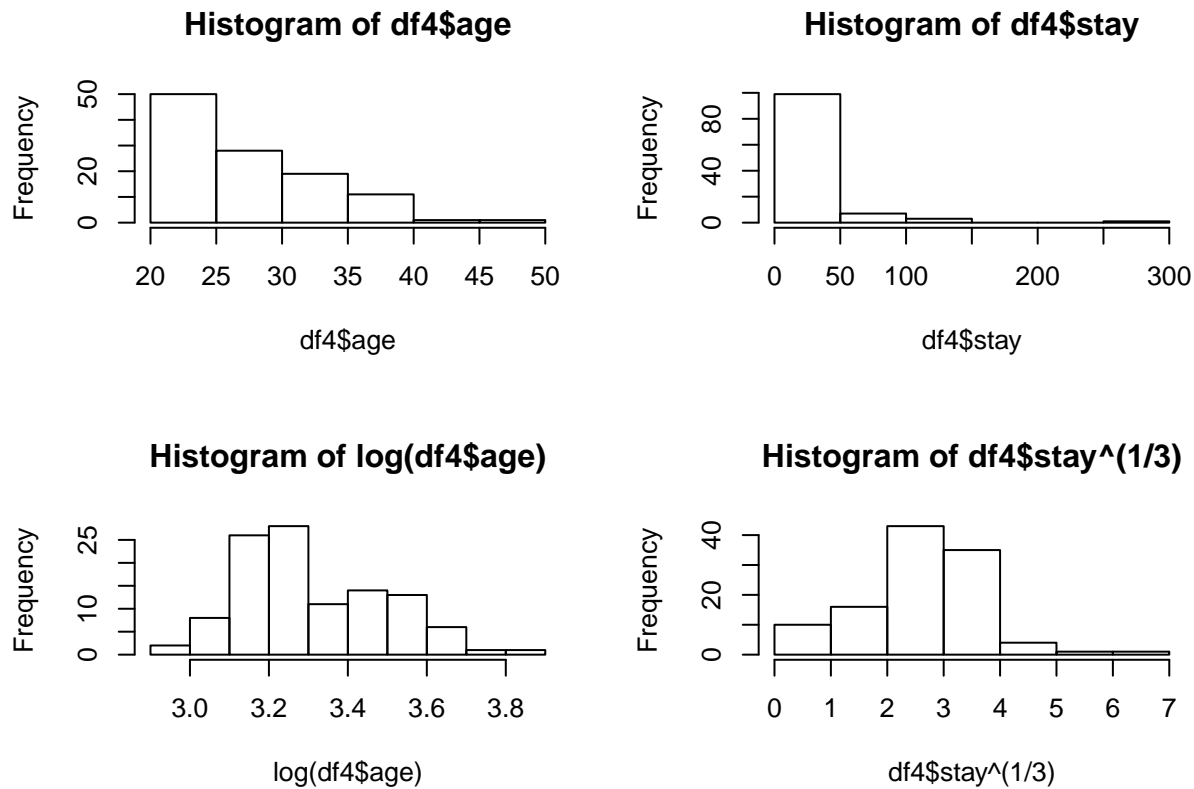 Histogram of df4$age
Frequency
0 20 50
20 25 30 35 40 45 50
df4$age
Histogram of df4$stay
Frequency
0 40 80
0 50 100 200 300
df4$stay
Histogram of log(df4$age)
Frequency
0 10 25
3.0 3.2 3.4 3.6 3.8
log(df4$age)
Histogram of df4$stay^(1/3)
Frequency
0 20 40
0 1 2 3 4 5 6 7
df4$stay^(1/3)